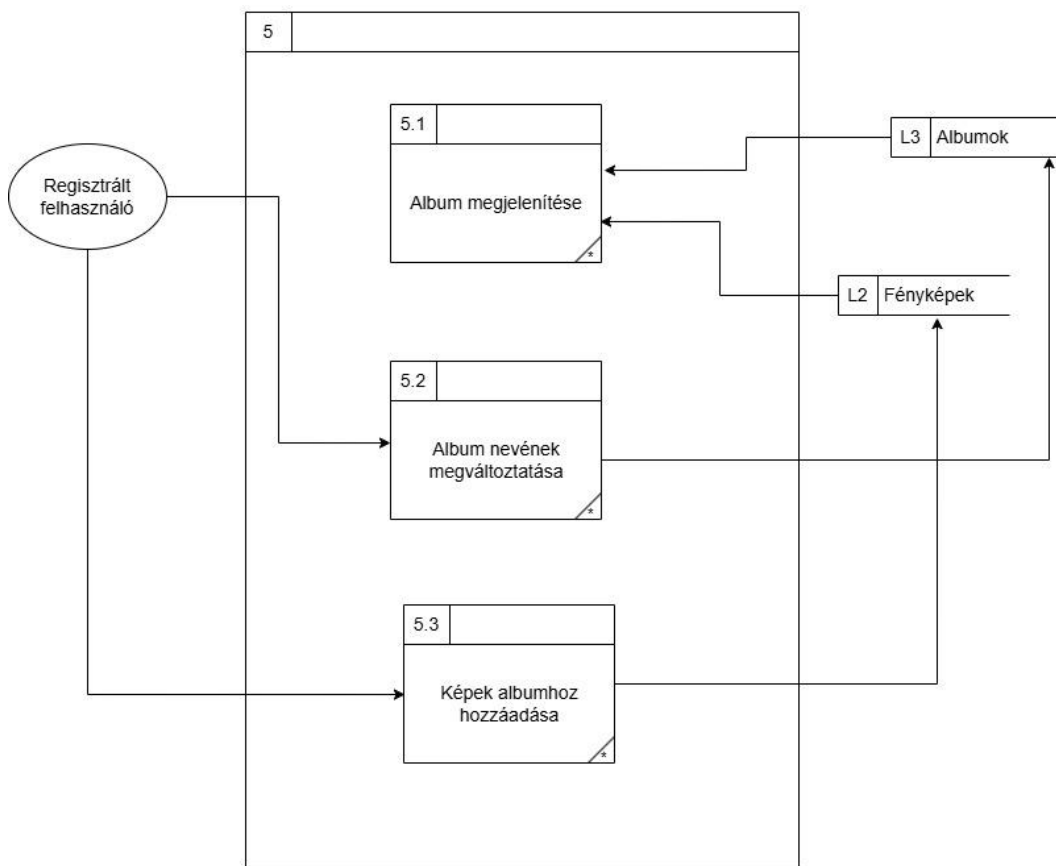 5
5.1
Album megjelenítése
*
Regisztrált
felhasználó
L3 Albumok
L2 Fényképek
5.2
Album nevének
megváltoztatása
*
5.3
Képek albumhoz
hozzáadása
*